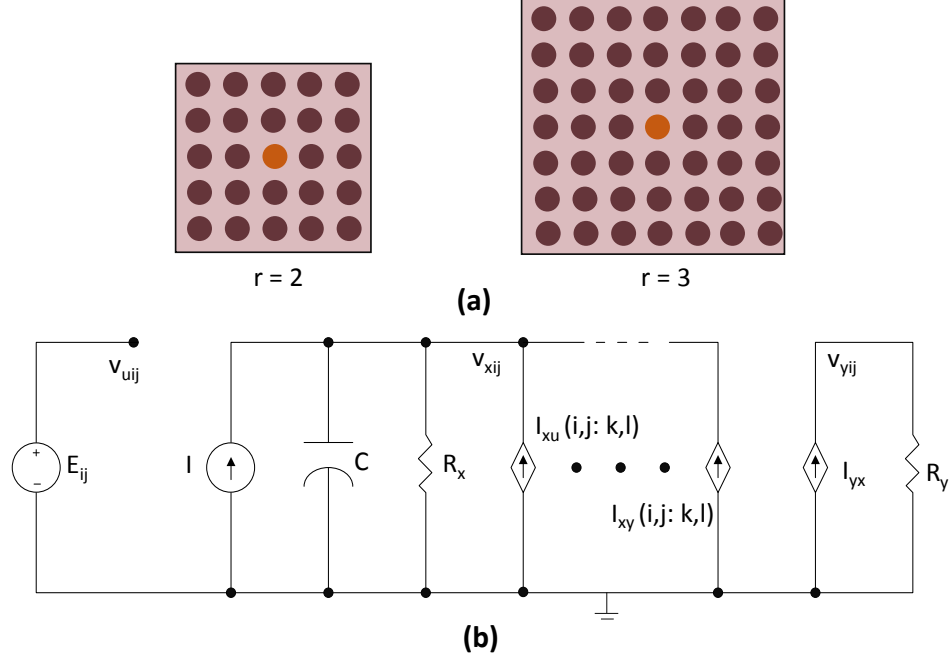 r = 2
r = 3
(a)
v_uij
v_xij
v_yij
+
−
E_ij
I
C
R_x
I_xu (i,j: k,l)
I_xy (i,j: k,l)
I_yx
R_y
(b)